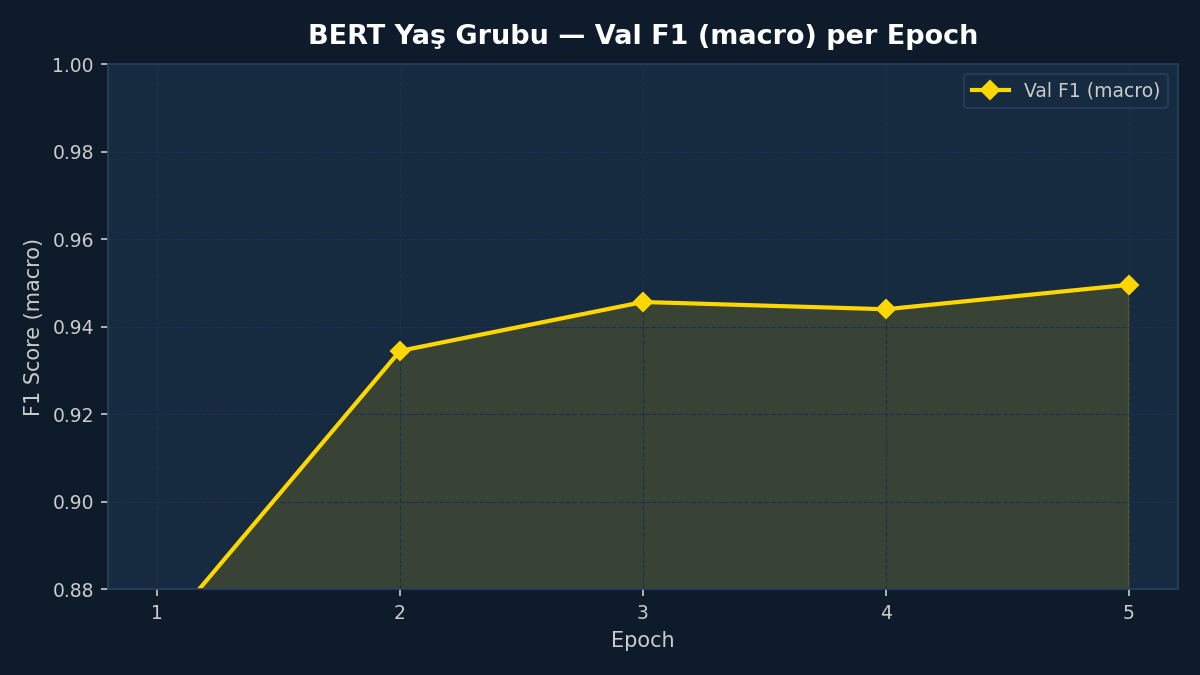 BERT Yaş Grubu — Val F1 (macro) per Epoch
Val F1 (macro)
F1 Score (macro)
1.00
0.98
0.96
0.94
0.92
0.90
0.88
1 2 3 4 5
Epoch